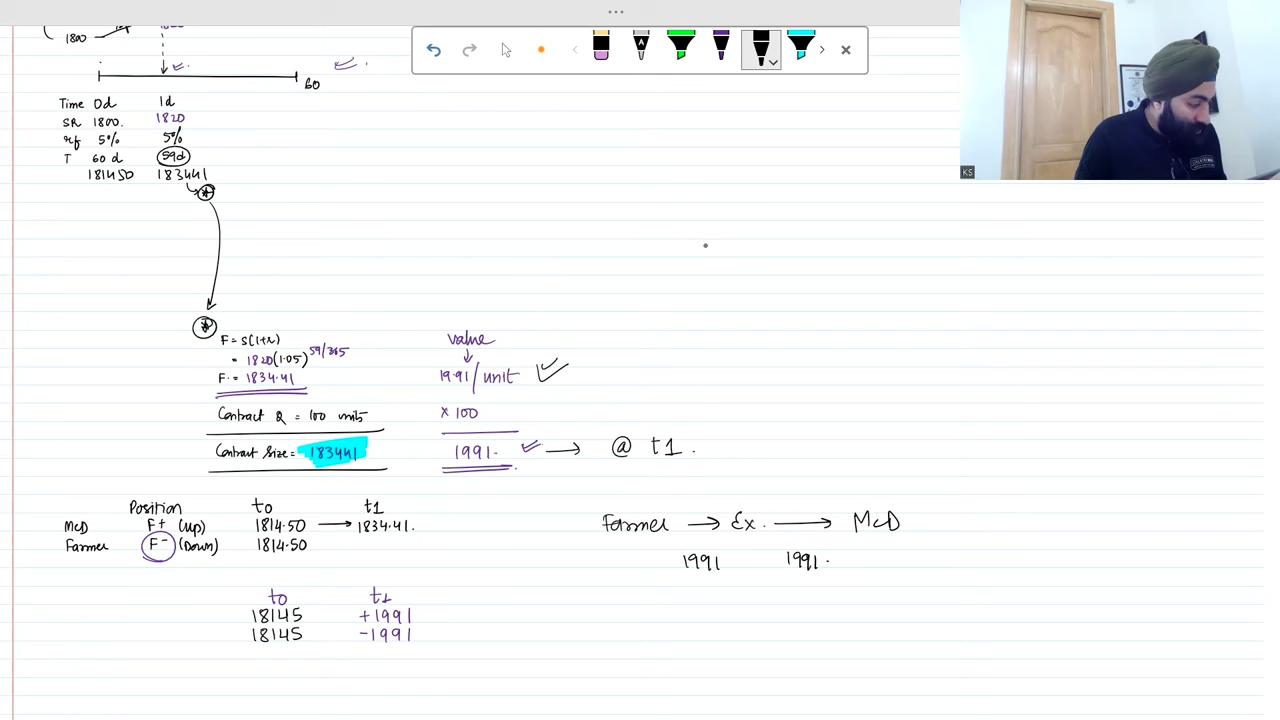 1800
60
Time 0d 1d
SR 1800. 1820
rf 5% 5%
T 60 d 59d
181450 183441
F = S(1+r)
= 1820(1.05)^59/365
F. = 1834.41
Contract Q = 100 units
Contract Size = 183441
value
19.91/unit
x 100
1991.
@ t1.
Position t0 t1
McD F+ (Up) 1814.50 → 1834.41.
Farmer F- (Down) 1814.50
t0 t1
18145 +1991
18145 -1991
Farmer → Ex. → McD
1991 1991.
KS